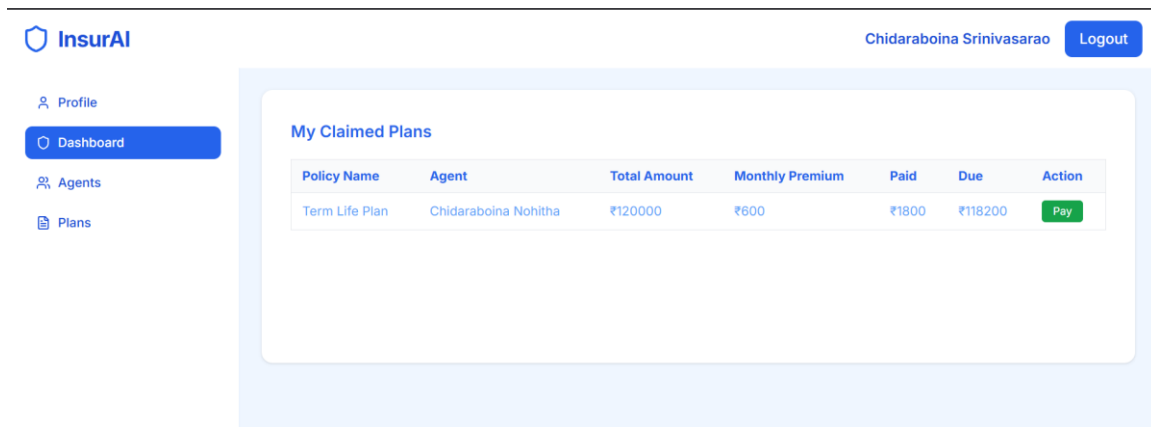 InsurAI
Chidaraboina Srinivasarao Logout
Profile
Dashboard
Agents
Plans
My Claimed Plans
Policy Name Agent Total Amount Monthly Premium Paid Due Action
Term Life Plan Chidaraboina Nohitha ₹120000 ₹600 ₹1800 ₹118200 Pay